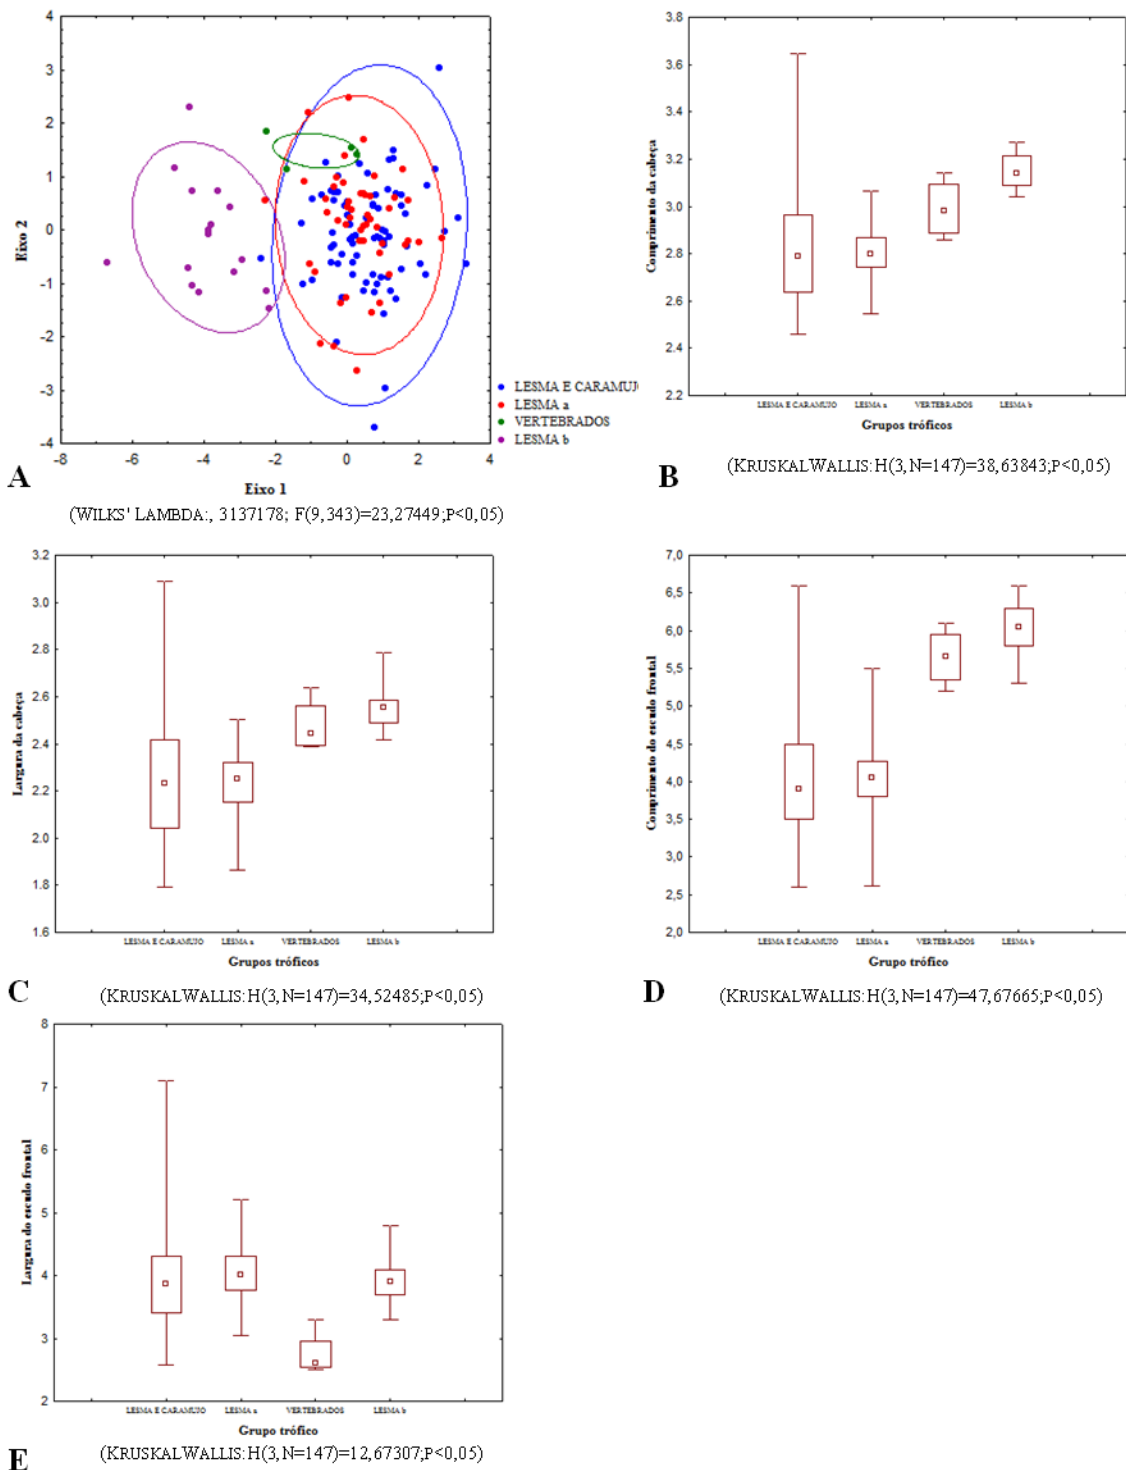 4
3
2
1
0
-1
-2
-3
-4
Eixo 2
-8
-6
-4
-2
0
2
4
Eixo 1
LESMA E CARAMUJ
LESMA a
VERTEBRADOS
LESMA b
A
(WILKS' LAMBDA:, 3137178; F(9,343)=23,27449;P<0,05)
3.8
3.6
3.4
3.2
3.0
2.8
2.6
2.4
2.2
Comprimento da cabeça
LESMA E CARAMUJO
LESMA a
VERTEBRADOS
LESMA b
Grupos tróficos
B
(KRUSKALWALLIS:H(3,N=147)=38,63843;P<0,05)
3.2
3.0
2.8
2.6
2.4
2.2
2.0
1.8
1.6
Largura da cabeça
LESMA E CARAMUJO
LESMA a
VERTEBRADOS
LESMA b
Grupos tróficos
C
(KRUSKALWALLIS:H(3,N=147)=34,52485;P<0,05)
7,0
6,5
6,0
5,5
5,0
4,5
4,0
3,5
3,0
2,5
2,0
Comprimento do escudo frontal
LESMA E CARAMUJO
LESMA a
VERTEBRADOS
LESMA b
Grupo trófico
D
(KRUSKALWALLIS:H(3,N=147)=47,67665;P<0,05)
8
7
6
5
4
3
2
Largura do escudo frontal
LESMA E CARAMUJO
LESMA a
VERTEBRADOS
LESMA b
Grupo trófico
E
(KRUSKALWALLIS:H(3,N=147)=12,67307;P<0,05)